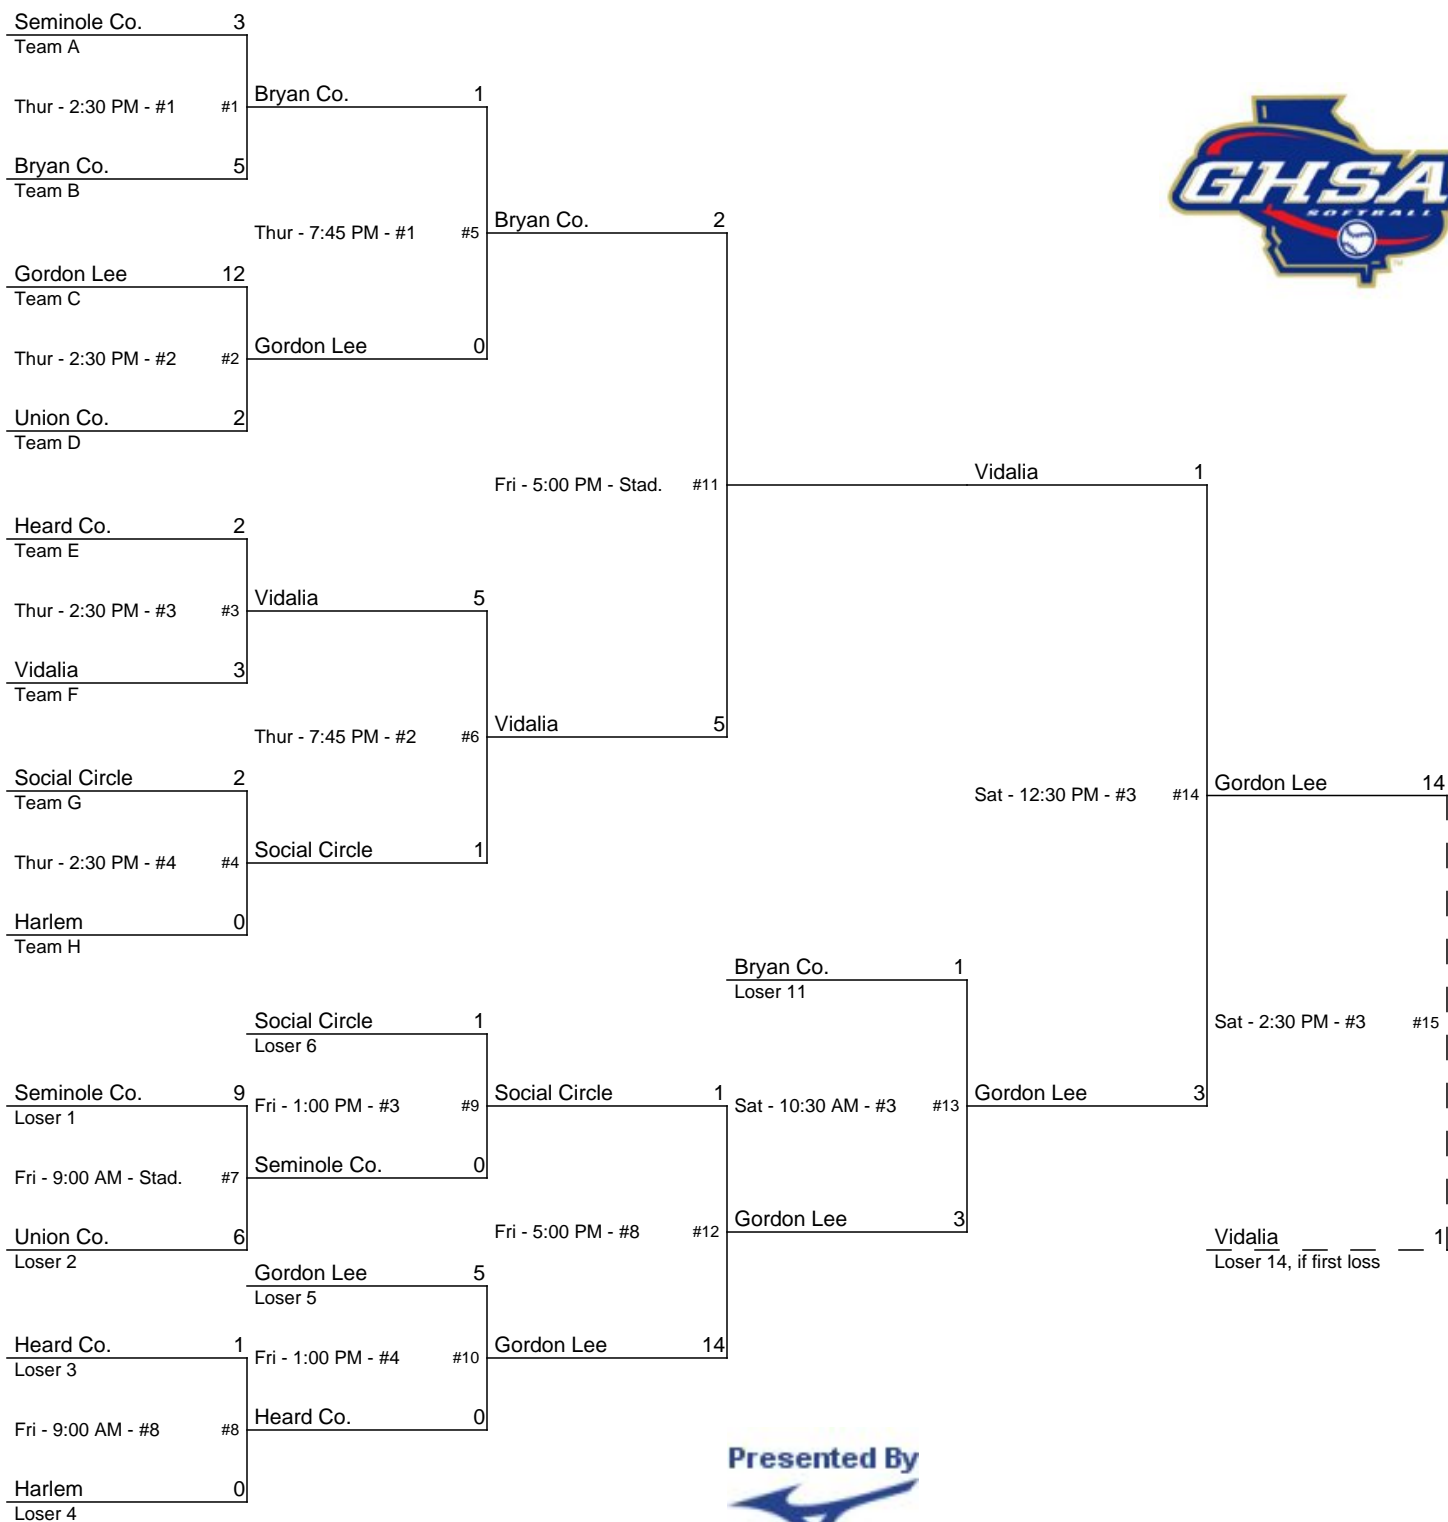 Seminole Co. 3
Team A
Thur - 2:30 PM - #1 #1
Bryan Co. 1
Bryan Co. 5
Team B
Thur - 7:45 PM - #1 #5
Bryan Co. 2
Gordon Lee 12
Team C
Thur - 2:30 PM - #2 #2
Gordon Lee 0
Union Co. 2
Team D
GHSA
SOFTBALL
TM
Fri - 5:00 PM - Stad. #11
Vidalia 1
Heard Co. 2
Team E
Thur - 2:30 PM - #3 #3
Vidalia 5
Vidalia 3
Team F
Thur - 7:45 PM - #2 #6
Vidalia 5
Social Circle 2
Team G
Thur - 2:30 PM - #4 #4
Social Circle 1
Harlem 0
Team H
Sat - 12:30 PM - #3 #14
Gordon Lee 14
Bryan Co. 1
Loser 11
Social Circle 1
Loser 6
Sat - 2:30 PM - #3 #15
Seminole Co. 9
Loser 1
Fri - 1:00 PM - #3 #9
Social Circle 1
Sat - 10:30 AM - #3 #13
Gordon Lee 3
Fri - 9:00 AM - Stad. #7
Seminole Co. 0
Union Co. 6
Loser 2
Fri - 5:00 PM - #8 #12
Gordon Lee 3
Vidalia 1
Loser 14, if first loss
Gordon Lee 5
Loser 5
Heard Co. 1
Loser 3
Fri - 1:00 PM - #4 #10
Gordon Lee 14
Fri - 9:00 AM - #8 #8
Heard Co. 0
Harlem 0
Loser 4
Presented By